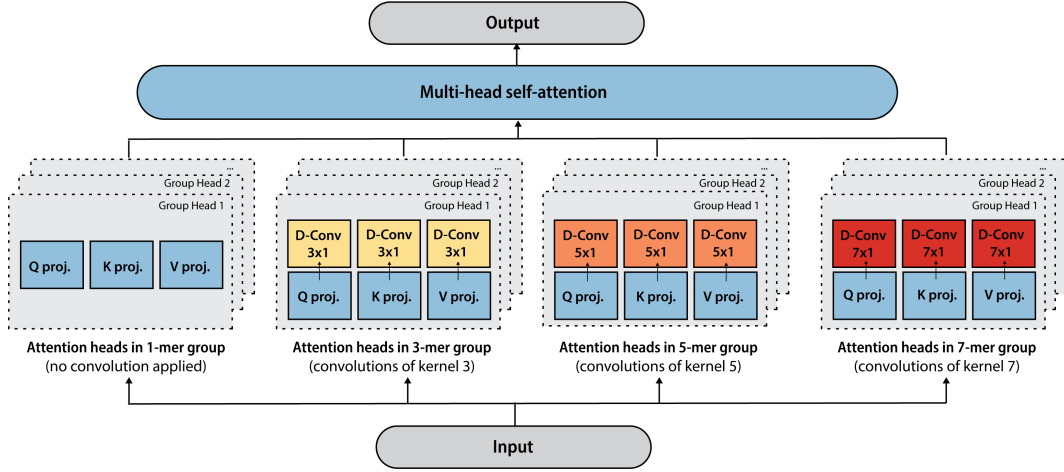 Output
Multi-head self-attention
...
Group Head 2
Group Head 1
Q proj.
K proj.
V proj.
Attention heads in 1-mer group
(no convolution applied)
...
Group Head 2
Group Head 1
D-Conv
3x1
D-Conv
3x1
D-Conv
3x1
Q proj.
K proj.
V proj.
Attention heads in 3-mer group
(convolutions of kernel 3)
...
Group Head 2
Group Head 1
D-Conv
5x1
D-Conv
5x1
D-Conv
5x1
Q proj.
K proj.
V proj.
Attention heads in 5-mer group
(convolutions of kernel 5)
...
Group Head 2
Group Head 1
D-Conv
7x1
D-Conv
7x1
D-Conv
7x1
Q proj.
K proj.
V proj.
Attention heads in 7-mer group
(convolutions of kernel 7)
Input